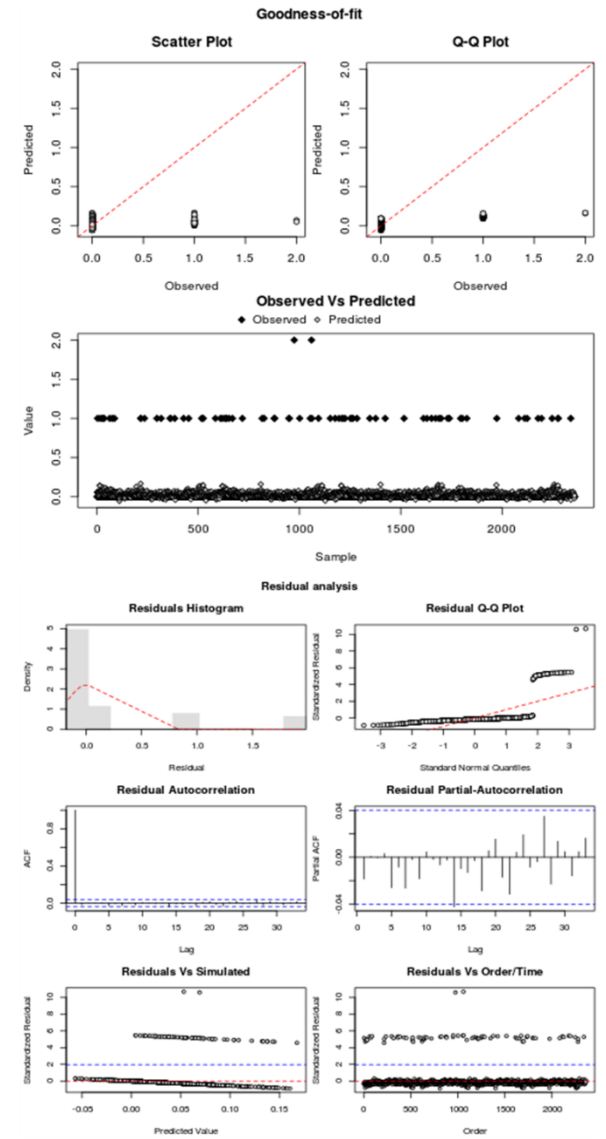 Goodness-of-fit
Scatter Plot
Q-Q Plot
Predicted
0.0 0.5 1.0 1.5 2.0
0.0 0.5 1.0 1.5 2.0
Observed
Predicted
0.0 0.5 1.0 1.5 2.0
0.0 0.5 1.0 1.5 2.0
Observed
Observed Vs Predicted
Observed Predicted
Value
0.0 0.5 1.0 1.5 2.0
0 500 1000 1500 2000
Sample
Residual analysis
Residuals Histogram
Density
0 1 2 3 4 5
0.0 0.5 1.0 1.5
Residual
Residual Q-Q Plot
Standardized Residual
0 2 4 6 8 10
-3 -2 -1 0 1 2 3
Standard Normal Quantiles
Residual Autocorrelation
ACF
0.0 0.4 0.8
0 5 10 15 20 25 30
Lag
Residual Partial-Autocorrelation
Partial ACF
-0.04 0.00 0.04
0 5 10 15 20 25 30
Lag
Residuals Vs Simulated
Standardized Residual
0 2 4 6 8 10
-0.05 0.00 0.05 0.10 0.15
Predicted Value
Residuals Vs Order/Time
Standardized Residual
0 2 4 6 8 10
0 500 1000 1500 2000
Order